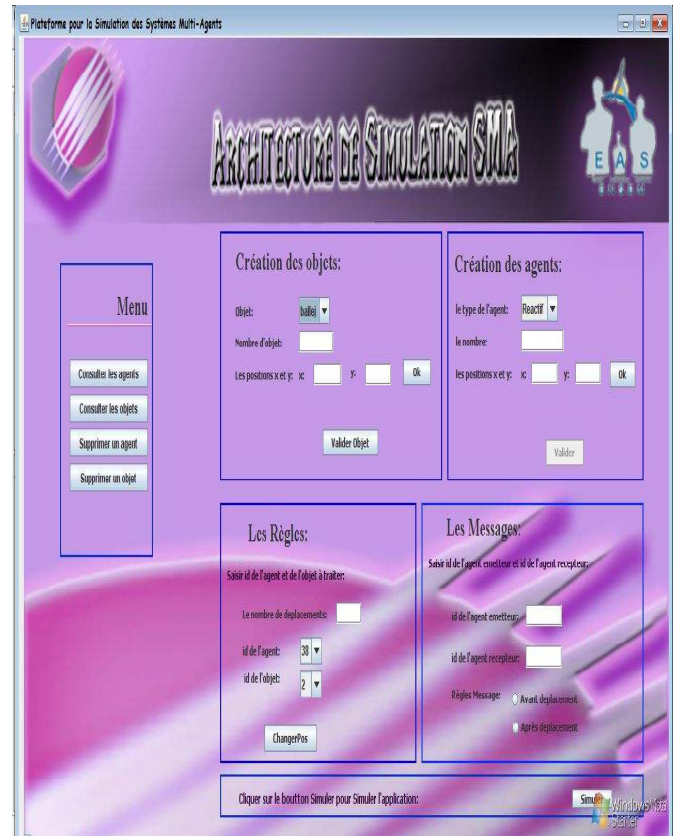 Plateforme pour la Simulation des Systèmes Multi-Agents
ARCHITECTURE DE SIMULATION SMA
E A S
Menu
Consulter les agents
Consulter les objets
Supprimer un agent
Supprimer un objet
Création des objets:
Objet: ballej
Nombre d'objet:
Les positions x et y: x: y: Ok
Valider Objet
Création des agents:
le type de l'agent: Reactif
le nombre:
les positions x et y: x: y: Ok
Valider
Les Règles:
Saisir id de l'agent et de l'objet à traiter:
Le nombre de deplacements:
id de l'agent: 38
id de l'objet: 2
ChangerPos
Les Messages:
Saisir id de l'agent emetteur et id de l'agent recepteur:
id de l'agent emetteur:
id de l'agent recepteur:
Règles Message: Avant deplacement
Après deplacement
Cliquer sur le boutton Simuler pour Simuler l'application: Simuler
Windows Vista
Starter